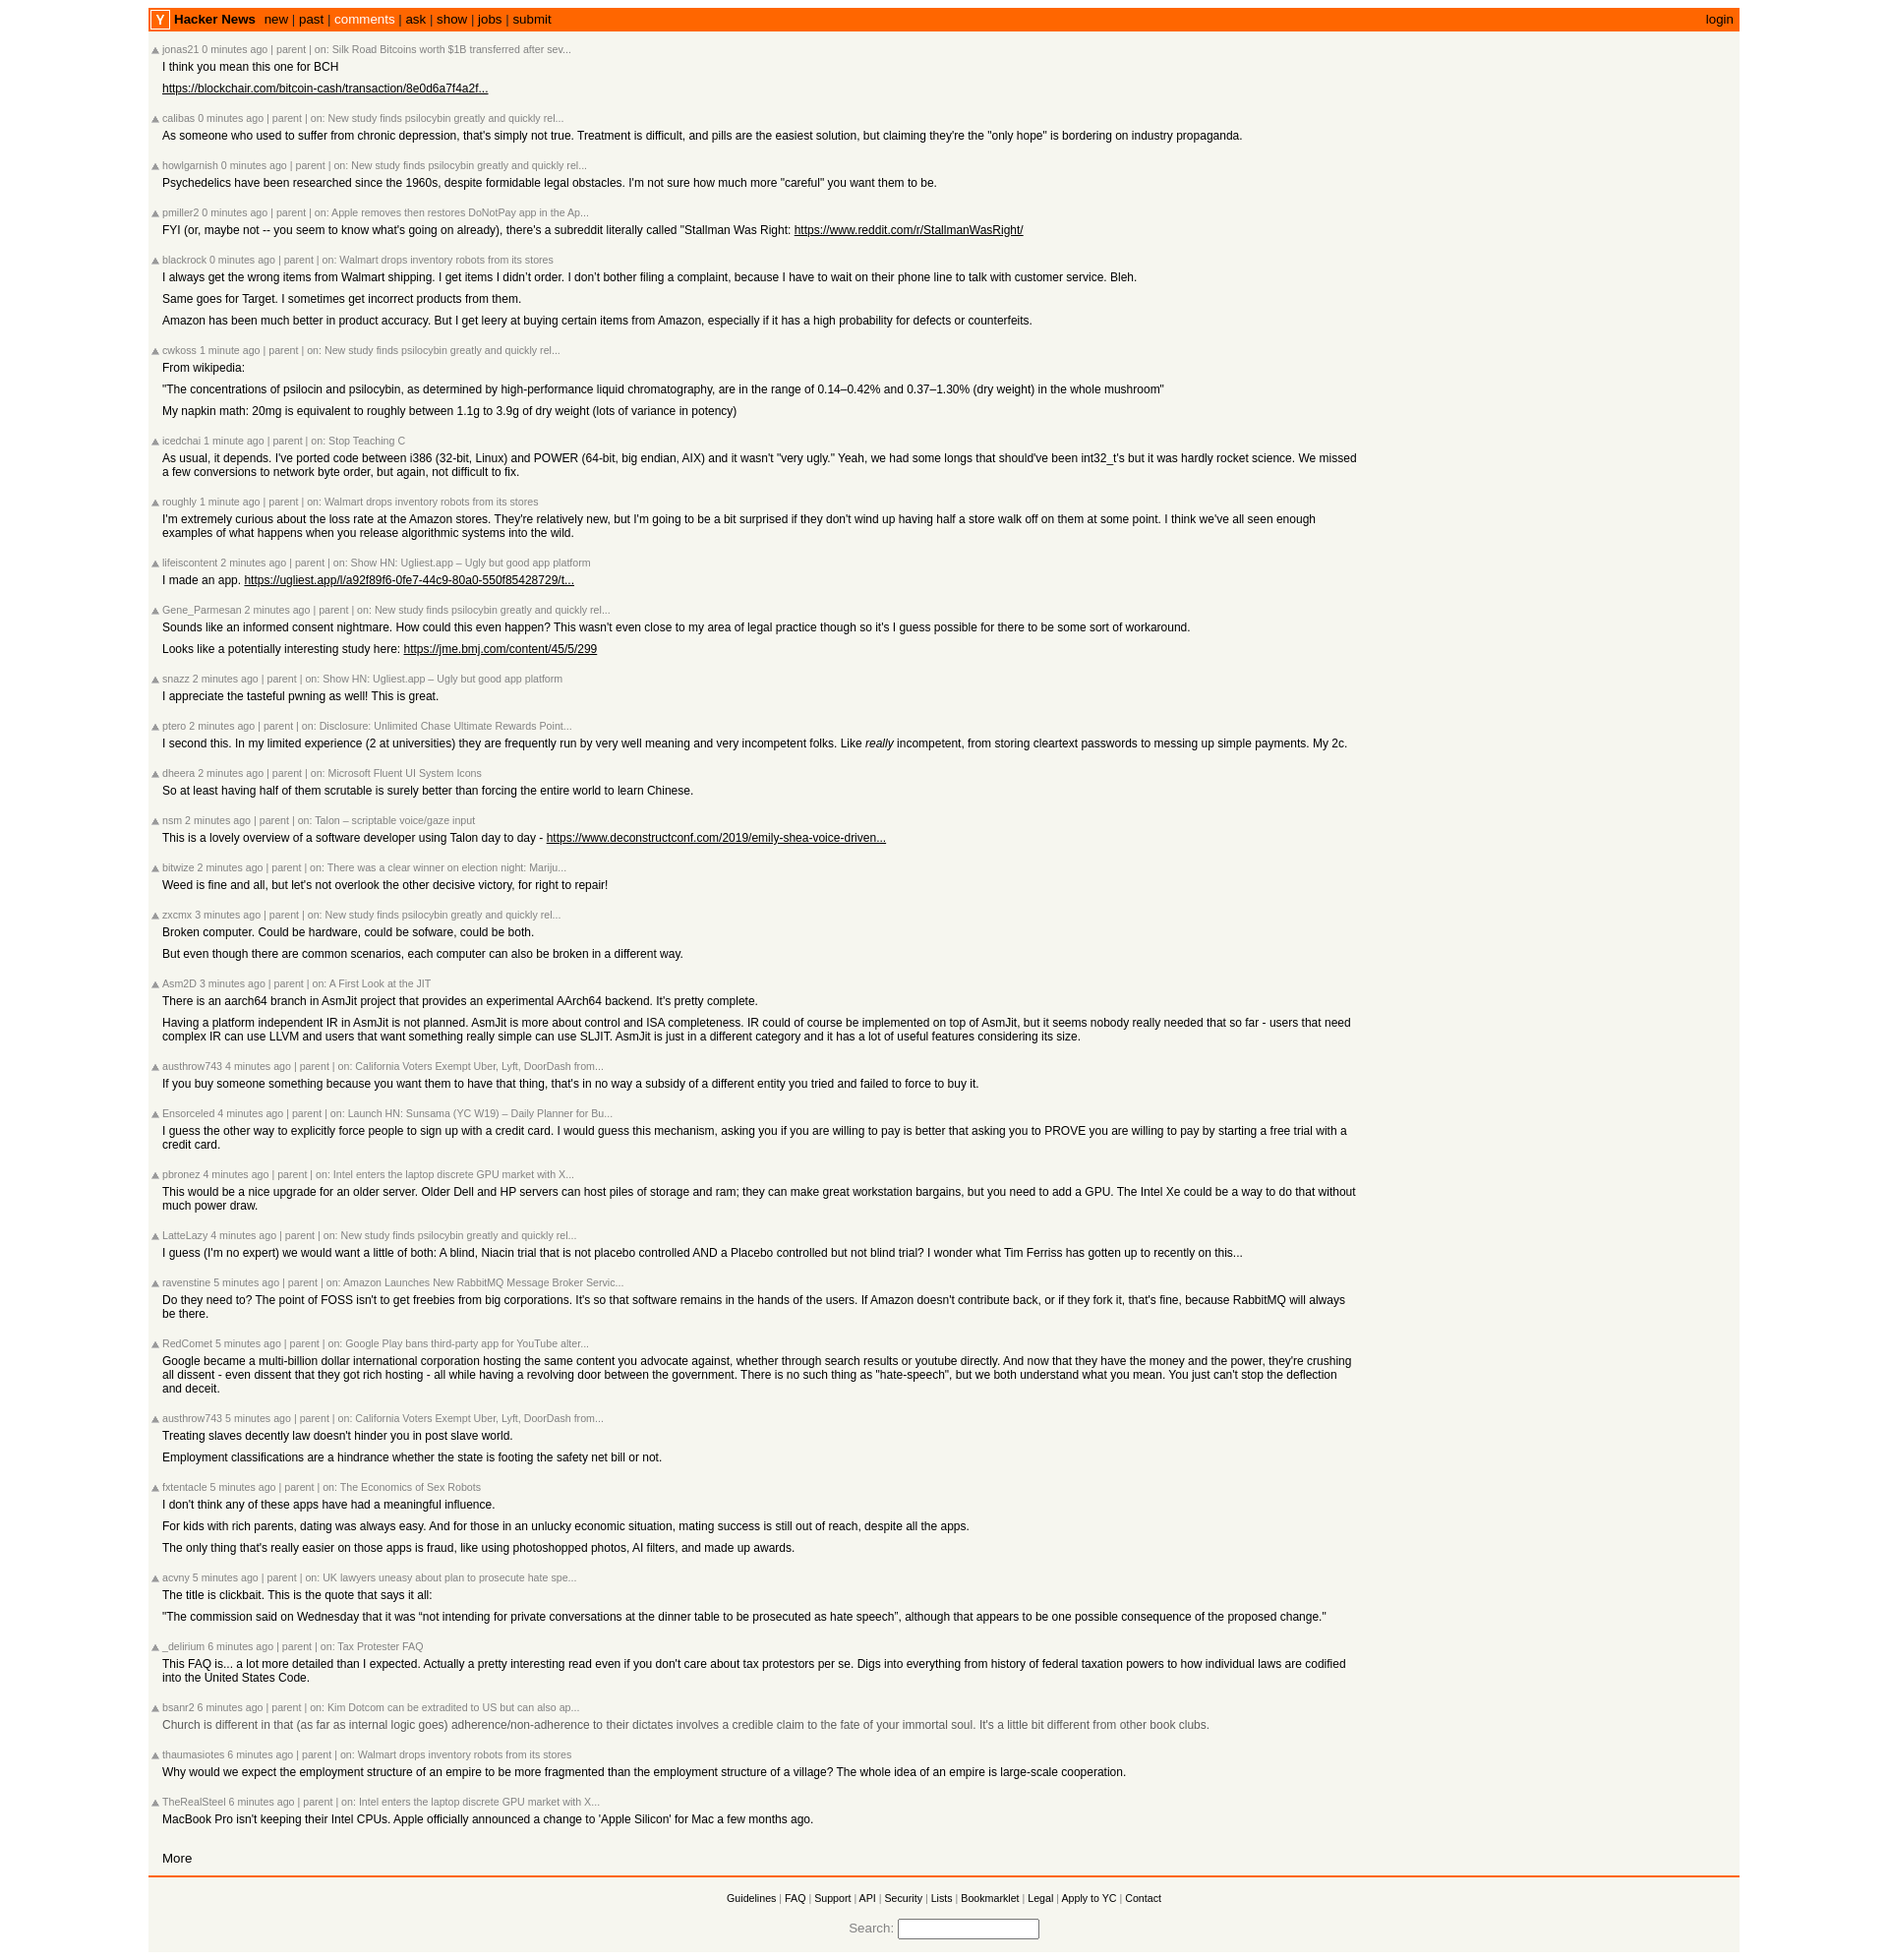 Y Hacker News new | past | comments | ask | show | jobs | submit login
jonas21 0 minutes ago | parent | on: Silk Road Bitcoins worth $1B transferred after sev...
I think you mean this one for BCH
https://blockchair.com/bitcoin-cash/transaction/8e0d6a7f4a2f...
calibas 0 minutes ago | parent | on: New study finds psilocybin greatly and quickly rel...
As someone who used to suffer from chronic depression, that's simply not true. Treatment is difficult, and pills are the easiest solution, but claiming they're the "only hope" is bordering on industry propaganda.
howlgarnish 0 minutes ago | parent | on: New study finds psilocybin greatly and quickly rel...
Psychedelics have been researched since the 1960s, despite formidable legal obstacles. I'm not sure how much more "careful" you want them to be.
pmiller2 0 minutes ago | parent | on: Apple removes then restores DoNotPay app in the Ap...
FYI (or, maybe not -- you seem to know what's going on already), there's a subreddit literally called "Stallman Was Right: https://www.reddit.com/r/StallmanWasRight/
blackrock 0 minutes ago | parent | on: Walmart drops inventory robots from its stores
I always get the wrong items from Walmart shipping. I get items I didn’t order. I don’t bother filing a complaint, because I have to wait on their phone line to talk with customer service. Bleh.
Same goes for Target. I sometimes get incorrect products from them.
Amazon has been much better in product accuracy. But I get leery at buying certain items from Amazon, especially if it has a high probability for defects or counterfeits.
cwkoss 1 minute ago | parent | on: New study finds psilocybin greatly and quickly rel...
From wikipedia:
"The concentrations of psilocin and psilocybin, as determined by high-performance liquid chromatography, are in the range of 0.14–0.42% and 0.37–1.30% (dry weight) in the whole mushroom"
My napkin math: 20mg is equivalent to roughly between 1.1g to 3.9g of dry weight (lots of variance in potency)
icedchai 1 minute ago | parent | on: Stop Teaching C
As usual, it depends. I've ported code between i386 (32-bit, Linux) and POWER (64-bit, big endian, AIX) and it wasn't "very ugly." Yeah, we had some longs that should've been int32_t's but it was hardly rocket science. We missed
a few conversions to network byte order, but again, not difficult to fix.
roughly 1 minute ago | parent | on: Walmart drops inventory robots from its stores
I'm extremely curious about the loss rate at the Amazon stores. They're relatively new, but I'm going to be a bit surprised if they don't wind up having half a store walk off on them at some point. I think we've all seen enough
examples of what happens when you release algorithmic systems into the wild.
lifeiscontent 2 minutes ago | parent | on: Show HN: Ugliest.app – Ugly but good app platform
I made an app. https://ugliest.app/l/a92f89f6-0fe7-44c9-80a0-550f85428729/t...
Gene_Parmesan 2 minutes ago | parent | on: New study finds psilocybin greatly and quickly rel...
Sounds like an informed consent nightmare. How could this even happen? This wasn't even close to my area of legal practice though so it's I guess possible for there to be some sort of workaround.
Looks like a potentially interesting study here: https://jme.bmj.com/content/45/5/299
snazz 2 minutes ago | parent | on: Show HN: Ugliest.app – Ugly but good app platform
I appreciate the tasteful pwning as well! This is great.
ptero 2 minutes ago | parent | on: Disclosure: Unlimited Chase Ultimate Rewards Point...
I second this. In my limited experience (2 at universities) they are frequently run by very well meaning and very incompetent folks. Like really incompetent, from storing cleartext passwords to messing up simple payments. My 2c.
dheera 2 minutes ago | parent | on: Microsoft Fluent UI System Icons
So at least having half of them scrutable is surely better than forcing the entire world to learn Chinese.
nsm 2 minutes ago | parent | on: Talon – scriptable voice/gaze input
This is a lovely overview of a software developer using Talon day to day - https://www.deconstructconf.com/2019/emily-shea-voice-driven...
bitwize 2 minutes ago | parent | on: There was a clear winner on election night: Mariju...
Weed is fine and all, but let's not overlook the other decisive victory, for right to repair!
zxcmx 3 minutes ago | parent | on: New study finds psilocybin greatly and quickly rel...
Broken computer. Could be hardware, could be sofware, could be both.
But even though there are common scenarios, each computer can also be broken in a different way.
Asm2D 3 minutes ago | parent | on: A First Look at the JIT
There is an aarch64 branch in AsmJit project that provides an experimental AArch64 backend. It's pretty complete.
Having a platform independent IR in AsmJit is not planned. AsmJit is more about control and ISA completeness. IR could of course be implemented on top of AsmJit, but it seems nobody really needed that so far - users that need
complex IR can use LLVM and users that want something really simple can use SLJIT. AsmJit is just in a different category and it has a lot of useful features considering its size.
austhrow743 4 minutes ago | parent | on: California Voters Exempt Uber, Lyft, DoorDash from...
If you buy someone something because you want them to have that thing, that's in no way a subsidy of a different entity you tried and failed to force to buy it.
Ensorceled 4 minutes ago | parent | on: Launch HN: Sunsama (YC W19) – Daily Planner for Bu...
I guess the other way to explicitly force people to sign up with a credit card. I would guess this mechanism, asking you if you are willing to pay is better that asking you to PROVE you are willing to pay by starting a free trial with a
credit card.
pbronez 4 minutes ago | parent | on: Intel enters the laptop discrete GPU market with X...
This would be a nice upgrade for an older server. Older Dell and HP servers can host piles of storage and ram; they can make great workstation bargains, but you need to add a GPU. The Intel Xe could be a way to do that without
much power draw.
LatteLazy 4 minutes ago | parent | on: New study finds psilocybin greatly and quickly rel...
I guess (I'm no expert) we would want a little of both: A blind, Niacin trial that is not placebo controlled AND a Placebo controlled but not blind trial? I wonder what Tim Ferriss has gotten up to recently on this...
ravenstine 5 minutes ago | parent | on: Amazon Launches New RabbitMQ Message Broker Servic...
Do they need to? The point of FOSS isn't to get freebies from big corporations. It's so that software remains in the hands of the users. If Amazon doesn't contribute back, or if they fork it, that's fine, because RabbitMQ will always
be there.
RedComet 5 minutes ago | parent | on: Google Play bans third-party app for YouTube alter...
Google became a multi-billion dollar international corporation hosting the same content you advocate against, whether through search results or youtube directly. And now that they have the money and the power, they're crushing
all dissent - even dissent that they got rich hosting - all while having a revolving door between the government. There is no such thing as "hate-speech", but we both understand what you mean. You just can't stop the deflection
and deceit.
austhrow743 5 minutes ago | parent | on: California Voters Exempt Uber, Lyft, DoorDash from...
Treating slaves decently law doesn't hinder you in post slave world.
Employment classifications are a hindrance whether the state is footing the safety net bill or not.
fxtentacle 5 minutes ago | parent | on: The Economics of Sex Robots
I don't think any of these apps have had a meaningful influence.
For kids with rich parents, dating was always easy. And for those in an unlucky economic situation, mating success is still out of reach, despite all the apps.
The only thing that's really easier on those apps is fraud, like using photoshopped photos, AI filters, and made up awards.
acvny 5 minutes ago | parent | on: UK lawyers uneasy about plan to prosecute hate spe...
The title is clickbait. This is the quote that says it all:
"The commission said on Wednesday that it was “not intending for private conversations at the dinner table to be prosecuted as hate speech”, although that appears to be one possible consequence of the proposed change."
_delirium 6 minutes ago | parent | on: Tax Protester FAQ
This FAQ is... a lot more detailed than I expected. Actually a pretty interesting read even if you don't care about tax protestors per se. Digs into everything from history of federal taxation powers to how individual laws are codified
into the United States Code.
bsanr2 6 minutes ago | parent | on: Kim Dotcom can be extradited to US but can also ap...
Church is different in that (as far as internal logic goes) adherence/non-adherence to their dictates involves a credible claim to the fate of your immortal soul. It's a little bit different from other book clubs.
thaumasiotes 6 minutes ago | parent | on: Walmart drops inventory robots from its stores
Why would we expect the employment structure of an empire to be more fragmented than the employment structure of a village? The whole idea of an empire is large-scale cooperation.
TheRealSteel 6 minutes ago | parent | on: Intel enters the laptop discrete GPU market with X...
MacBook Pro isn't keeping their Intel CPUs. Apple officially announced a change to 'Apple Silicon' for Mac a few months ago.
More
Guidelines | FAQ | Support | API | Security | Lists | Bookmarklet | Legal | Apply to YC | Contact
Search: